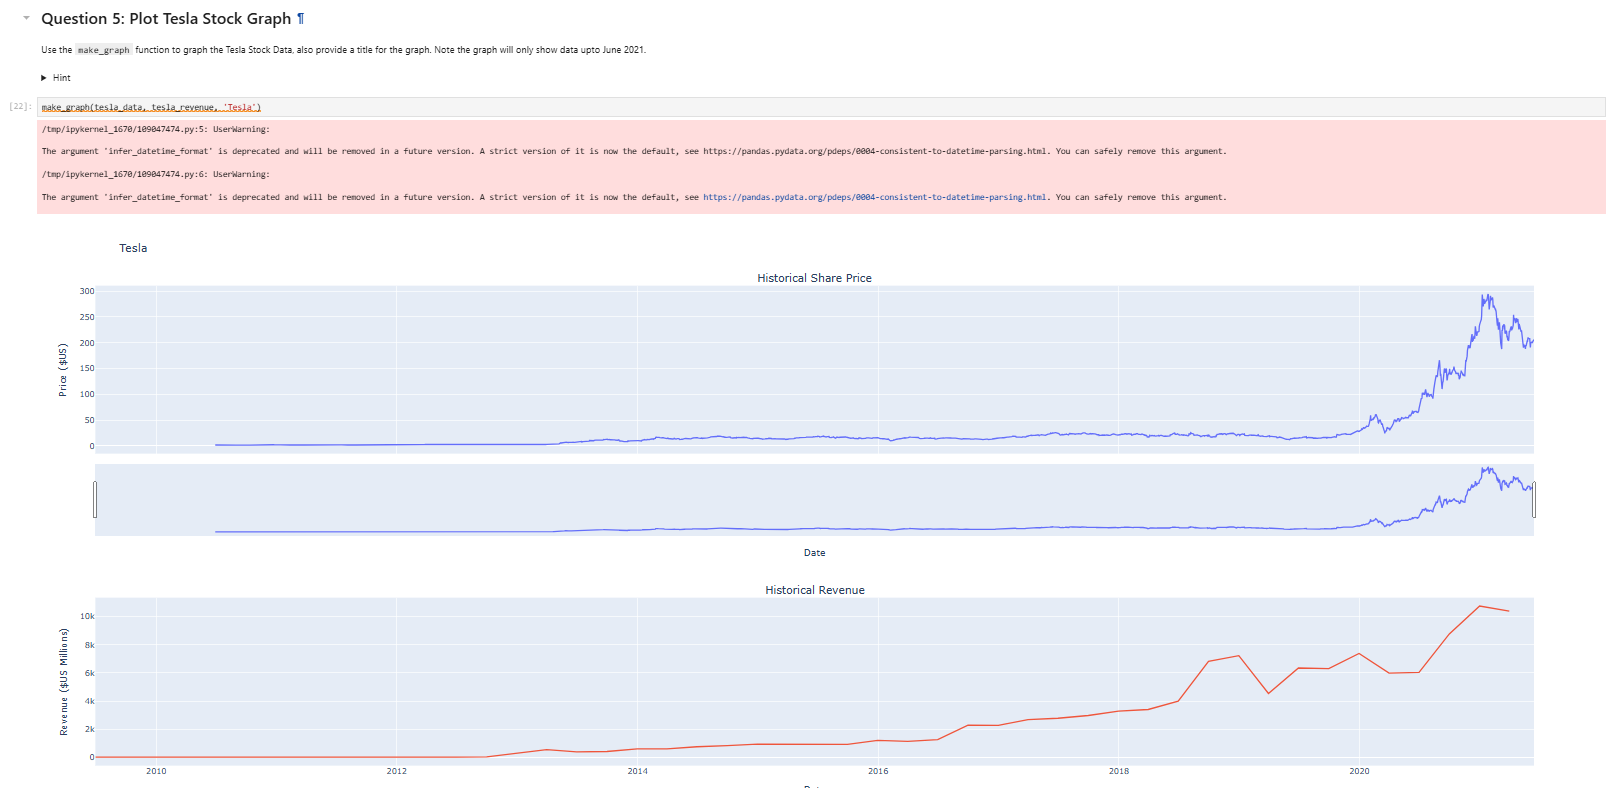 Question 5: Plot Tesla Stock Graph ¶
Use the make_graph function to graph the Tesla Stock Data, also provide a title for the graph. Note the graph will only show data upto June 2021.
Hint
[22]: make_graph(tesla_data, tesla_revenue, 'Tesla')
/tmp/ipykernel_1670/109047474.py:5: UserWarning:
The argument 'infer_datetime_format' is deprecated and will be removed in a future version. A strict version of it is now the default, see https://pandas.pydata.org/pdeps/0004-consistent-to-datetime-parsing.html. You can safely remove this argument.
/tmp/ipykernel_1670/109047474.py:6: UserWarning:
The argument 'infer_datetime_format' is deprecated and will be removed in a future version. A strict version of it is now the default, see https://pandas.pydata.org/pdeps/0004-consistent-to-datetime-parsing.html. You can safely remove this argument.
Tesla
Historical Share Price
300
250
200
150
100
50
0
Price ($US)
Date
Historical Revenue
10k
8k
6k
4k
2k
0
Revenue ($US Millions)
2010 2012 2014 2016 2018 2020